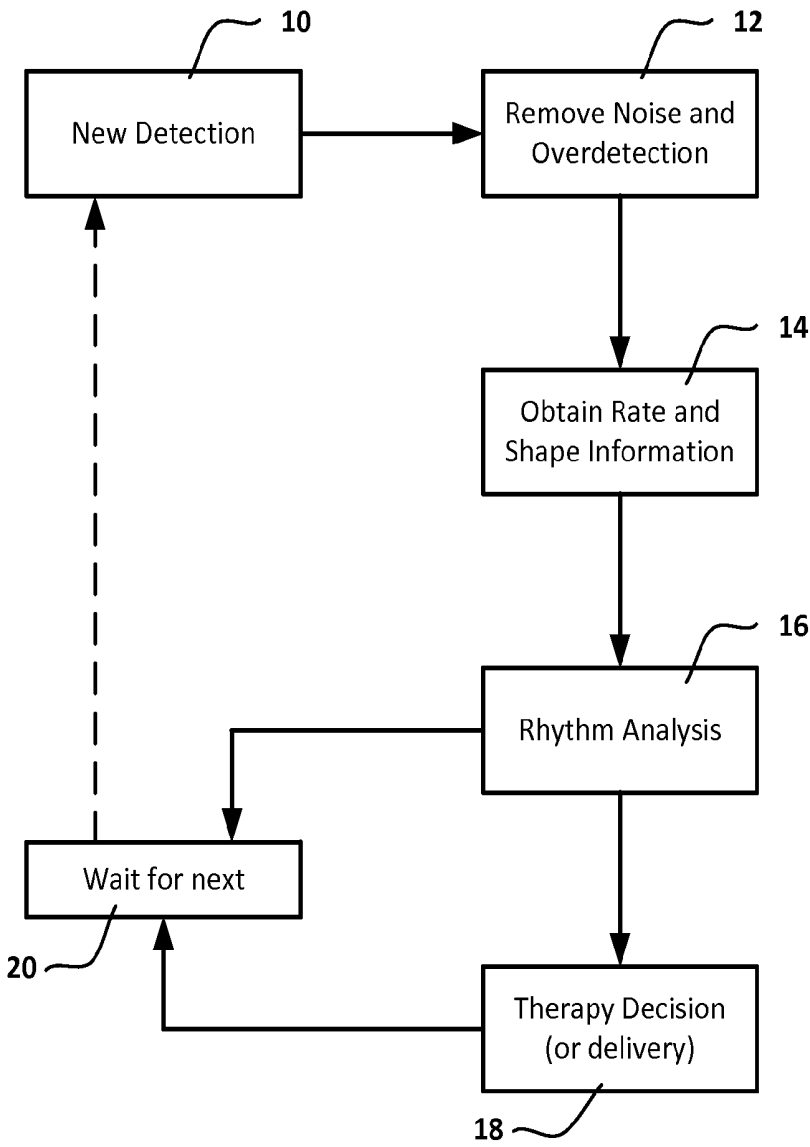 10
New Detection
12
Remove Noise and
Overdetection
14
Obtain Rate and
Shape Information
16
Rhythm Analysis
Wait for next
20
Therapy Decision
(or delivery)
18